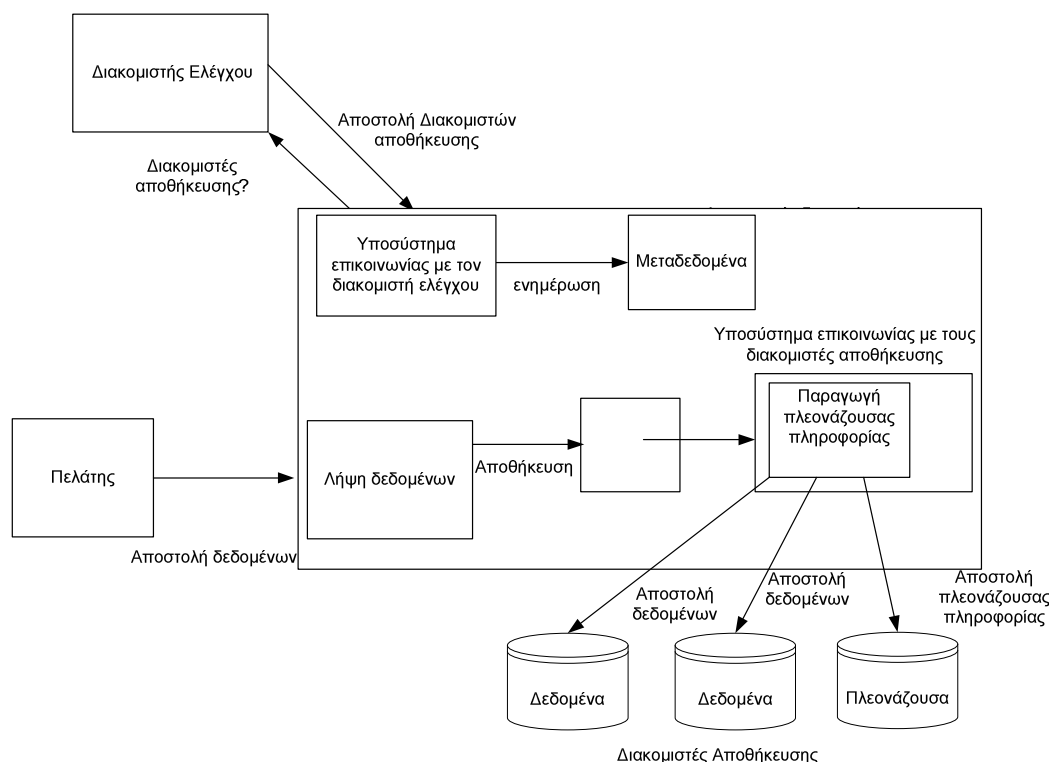 Διακομιστής Ελέγχου
Αποστολή Διακομιστών
αποθήκευσης
Διακομιστές
αποθήκευσης?
Υποσύστημα
επικοινωνίας με τον
διακομιστή ελέγχου
ενημέρωση
Μεταδεδομένα
Υποσύστημα επικοινωνίας με τους
διακομιστές αποθήκευσης
Παραγωγή
πλεονάζουσας
πληροφορίας
Πελάτης
Αποστολή δεδομένων
Λήψη δεδομένων
Αποθήκευση
Αποστολή
δεδομένων
Αποστολή
δεδομένων
Αποστολή
πλεονάζουσας
πληροφορίας
Δεδομένα
Δεδομένα
Πλεονάζουσα
Διακομιστές Αποθήκευσης